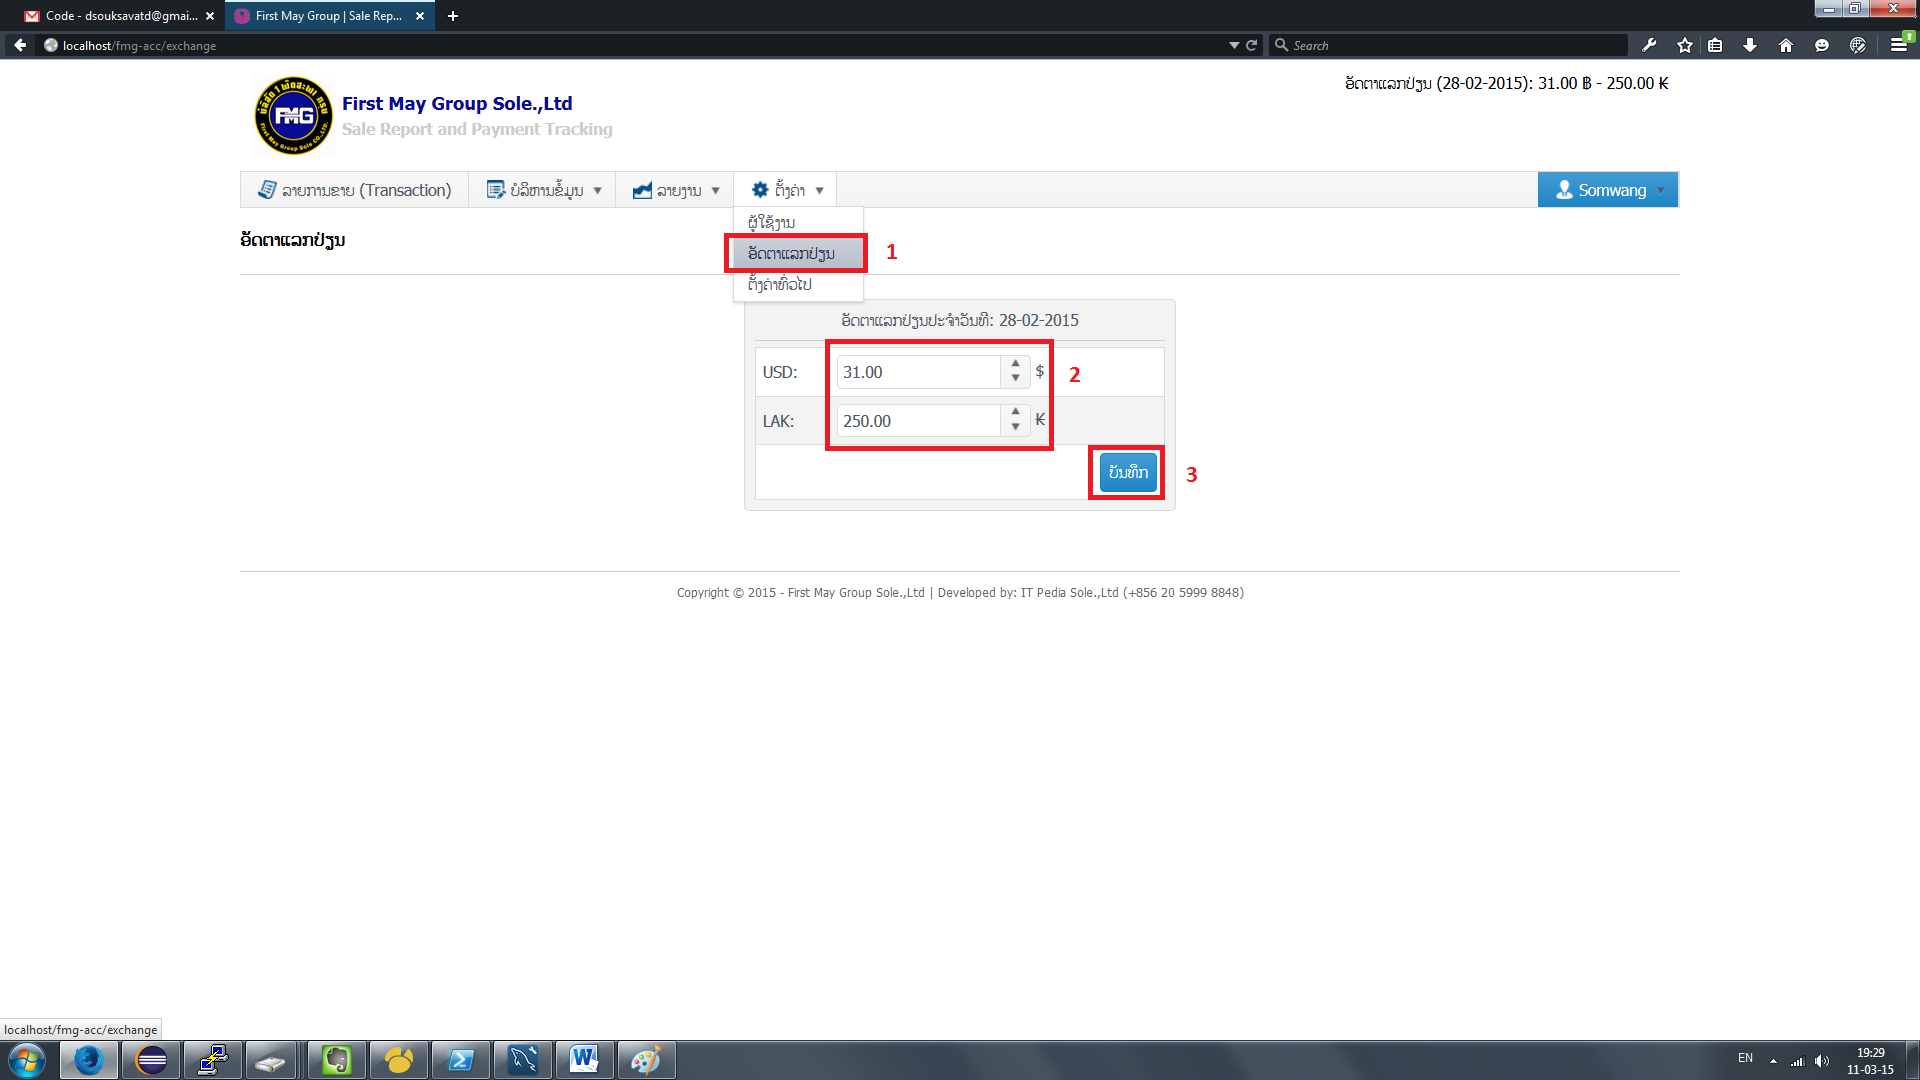 Code - dsouksavatd@gmai...
First May Group | Sale Rep...
localhost/fmg-acc/exchange
Search
ອັດຕາແລກປ່ຽນ (28-02-2015): 31.00 ฿ - 250.00 ₭
FMG
First May Group Sole CO.,LTD.
First May Group Sole.,Ltd
Sale Report and Payment Tracking
ລາຍການຂາຍ (Transaction)
ບໍລິຫານຂໍ້ມູນ
ລາຍງານ
ຕັ້ງຄ່າ
Somwang
ຜູ້ໃຊ້ງານ
ອັດຕາແລກປ່ຽນ
ອັດຕາແລກປ່ຽນ
1
ຕັ້ງຄ່າທົ່ວໄປ
ອັດຕາແລກປ່ຽນປະຈຳວັນທີ: 28-02-2015
USD: 31.00 $
2
LAK: 250.00 ₭
ບັນທຶກ
3
Copyright © 2015 - First May Group Sole.,Ltd | Developed by: IT Pedia Sole.,Ltd (+856 20 5999 8848)
localhost/fmg-acc/exchange
EN
19:29
11-03-15